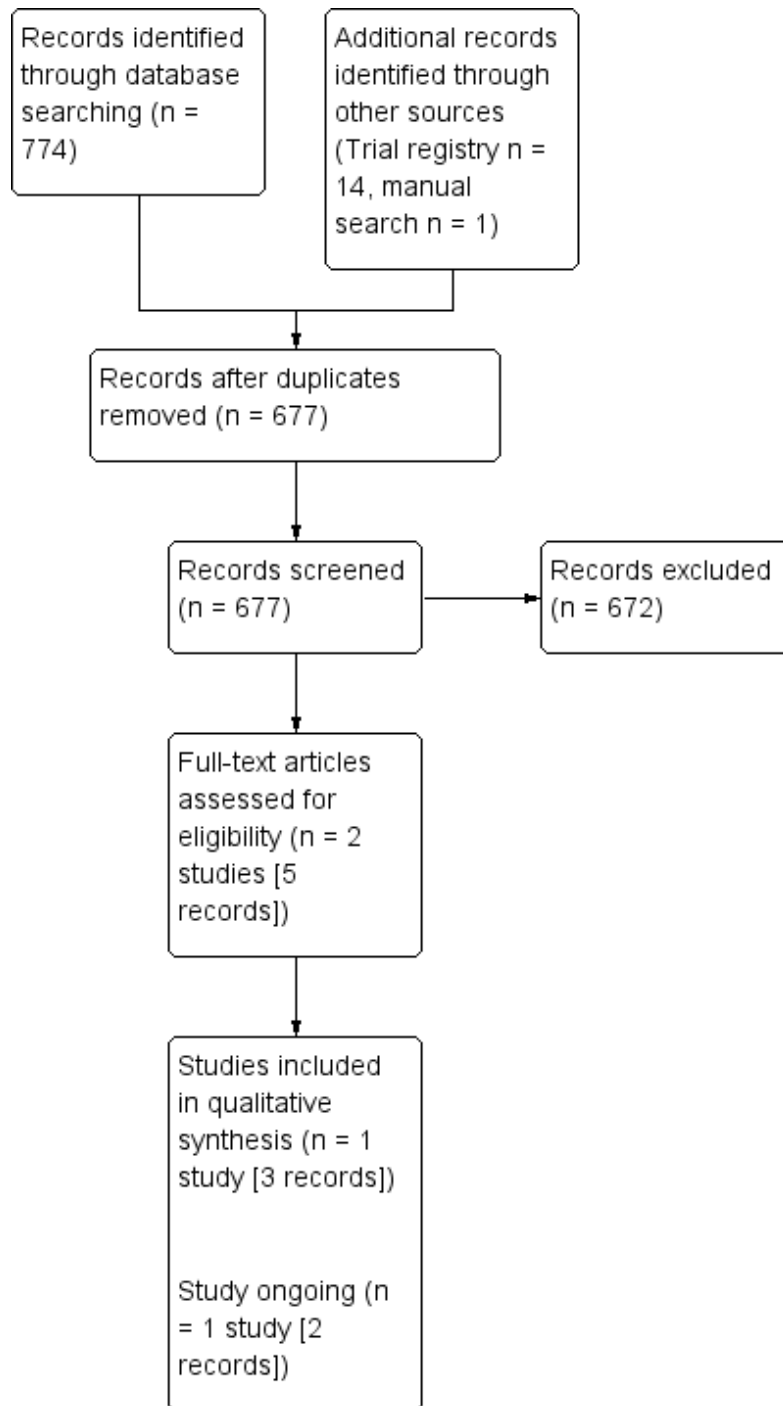 Records identified
through database
searching (n =
774)
Additional records
identified through
other sources
(Trial registry n =
14, manual
search n = 1)
Records after duplicates
removed (n = 677)
Records screened
(n = 677)
Records excluded
(n = 672)
Full-text articles
assessed for
eligibility (n = 2
studies [5
records])
Studies included
in qualitative
synthesis (n = 1
study [3 records])
Study ongoing (n
= 1 study [2
records])